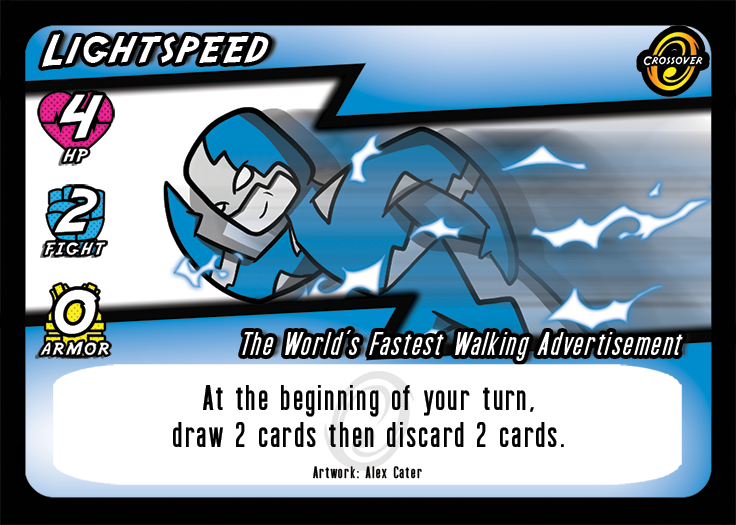 Lightspeed
Crossover
4
HP
2
Fight
0
Armor
The World's Fastest Walking Advertisement
At the beginning of your turn,
draw 2 cards then discard 2 cards.
Artwork: Alex Cater